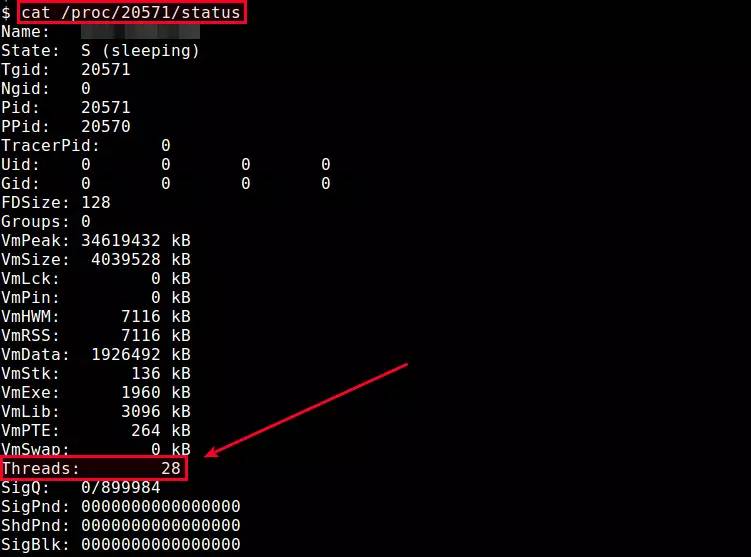 $ cat /proc/20571/status
Name:
State:  S (sleeping)
Tgid:   20571
Ngid:   0
Pid:    20571
PPid:   20570
TracerPid:      0
Uid:    0       0       0       0
Gid:    0       0       0       0
FDSize: 128
Groups: 0
VmPeak: 34619432 kB
VmSize:  4039528 kB
VmLck:         0 kB
VmPin:         0 kB
VmHWM:      7116 kB
VmRSS:      7116 kB
VmData:  1926492 kB
VmStk:       136 kB
VmExe:      1960 kB
VmLib:      3096 kB
VmPTE:       264 kB
VmSwap:        0 kB
Threads:        28
SigQ:   0/899984
SigPnd: 0000000000000000
ShdPnd: 0000000000000000
SigBlk: 0000000000000000